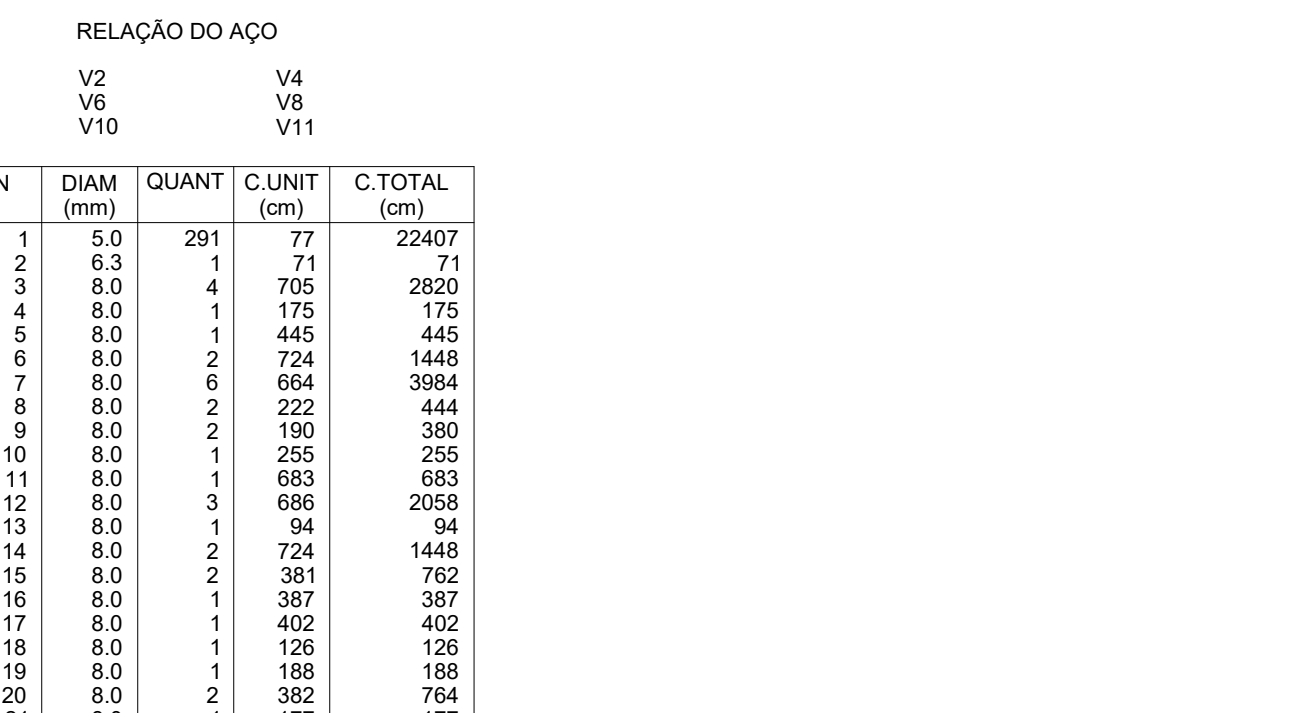 RELAÇÃO DO AÇO
V2 V4
V6 V8
V10 V11
DIAM QUANT C.UNIT C.TOTAL
(mm) (cm) (cm)
1 5.0 291 77 22407
2 6.3 1 71 71
3 8.0 4 705 2820
4 8.0 1 175 175
5 8.0 1 445 445
6 8.0 2 724 1448
7 8.0 6 664 3984
8 8.0 2 222 444
9 8.0 2 190 380
10 8.0 1 255 255
11 8.0 1 683 683
12 8.0 3 686 2058
13 8.0 1 94 94
14 8.0 2 724 1448
15 8.0 2 381 762
16 8.0 1 387 387
17 8.0 1 402 402
18 8.0 1 126 126
19 8.0 1 188 188
20 8.0 2 382 764